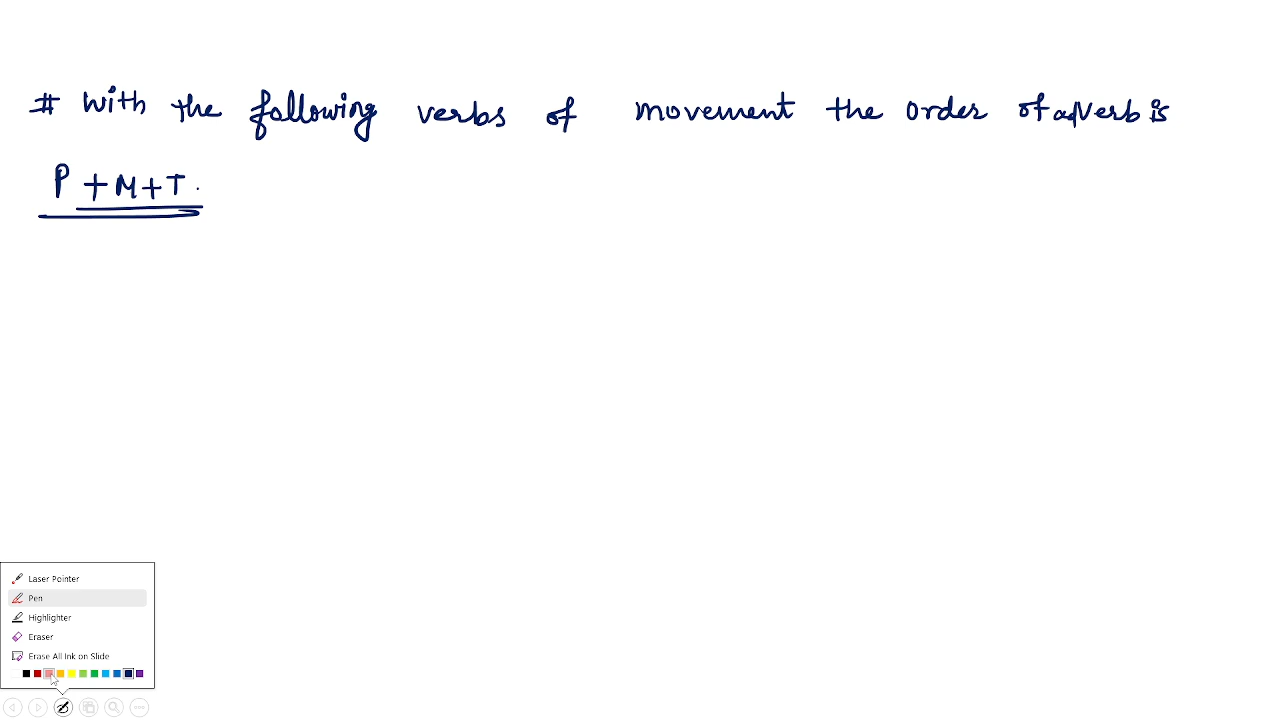 # With the following verbs of movement the order of adverb is
P + M + T .
Laser Pointer
Pen
Highlighter
Eraser
Erase All Ink on Slide